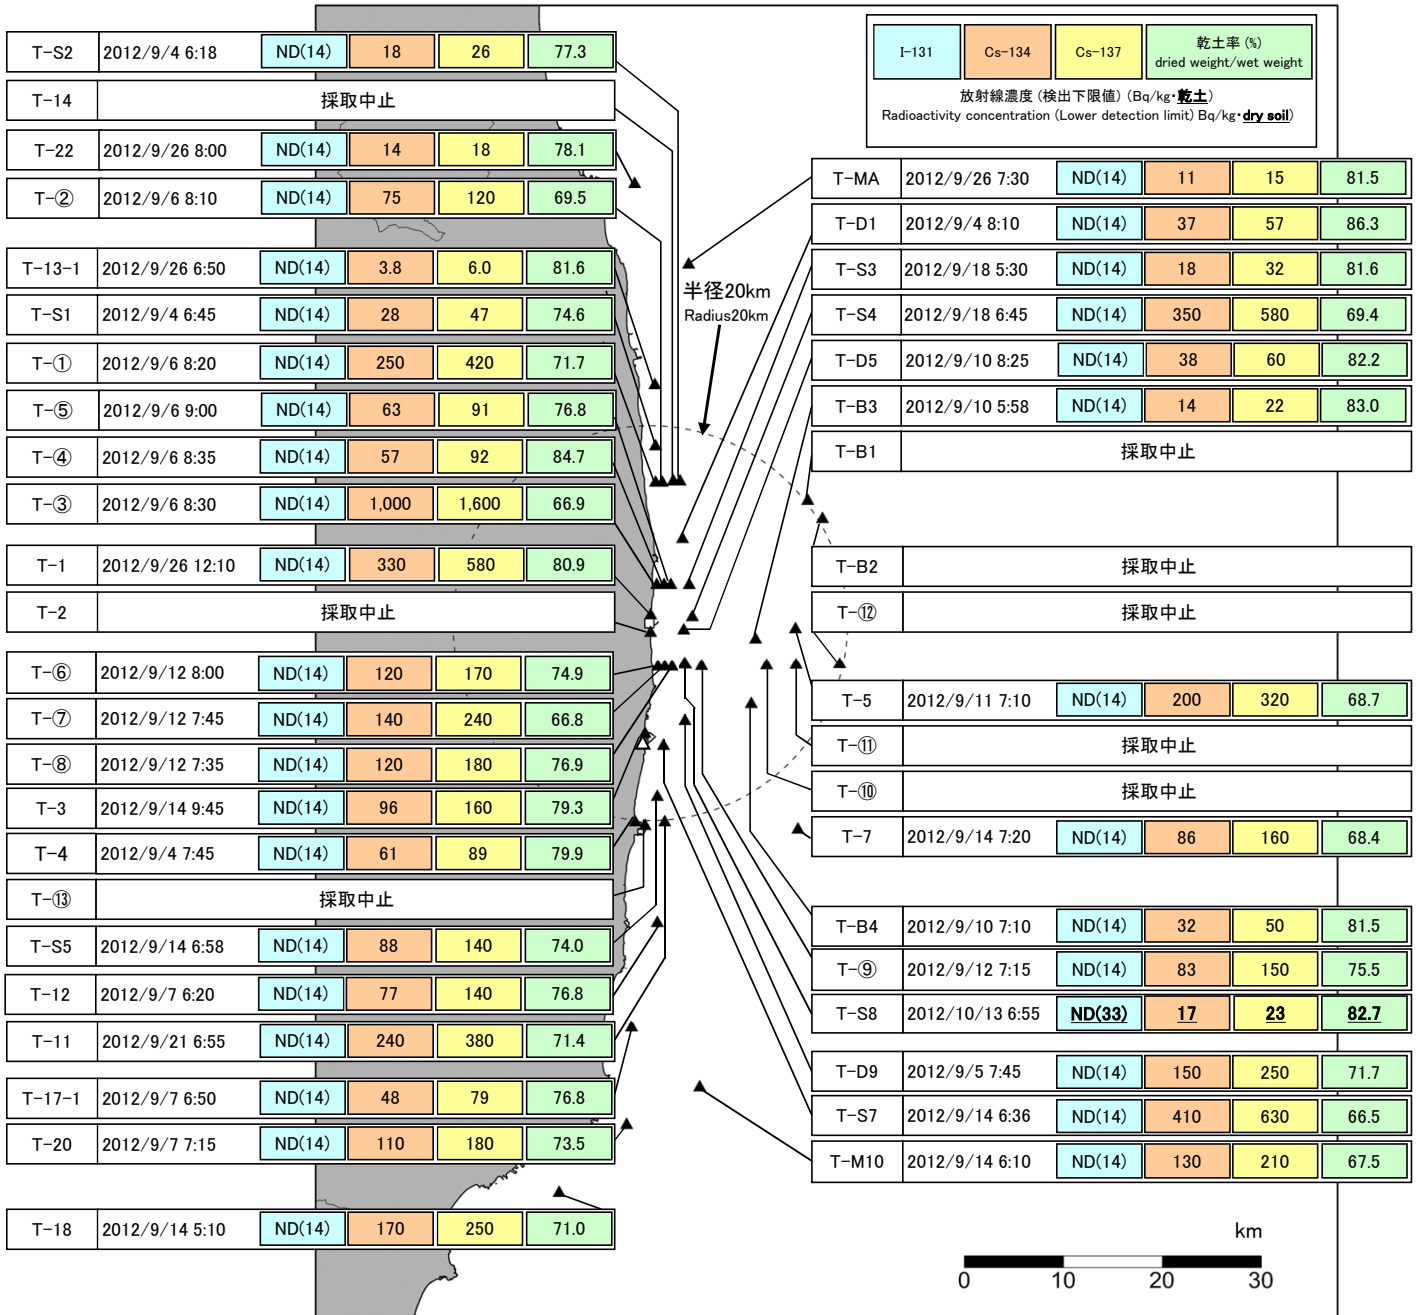 T-S2 2012/9/4 6:18 ND(14) 18 26 77.3
T-14 採取中止
T-22 2012/9/26 8:00 ND(14) 14 18 78.1
T-② 2012/9/6 8:10 ND(14) 75 120 69.5
T-13-1 2012/9/26 6:50 ND(14) 3.8 6.0 81.6
T-S1 2012/9/4 6:45 ND(14) 28 47 74.6
T-① 2012/9/6 8:20 ND(14) 250 420 71.7
T-⑤ 2012/9/6 9:00 ND(14) 63 91 76.8
T-④ 2012/9/6 8:35 ND(14) 57 92 84.7
T-③ 2012/9/6 8:30 ND(14) 1,000 1,600 66.9
T-1 2012/9/26 12:10 ND(14) 330 580 80.9
T-2 採取中止
T-⑥ 2012/9/12 8:00 ND(14) 120 170 74.9
T-⑦ 2012/9/12 7:45 ND(14) 140 240 66.8
T-⑧ 2012/9/12 7:35 ND(14) 120 180 76.9
T-3 2012/9/14 9:45 ND(14) 96 160 79.3
T-4 2012/9/4 7:45 ND(14) 61 89 79.9
T-⑬ 採取中止
T-S5 2012/9/14 6:58 ND(14) 88 140 74.0
T-12 2012/9/7 6:20 ND(14) 77 140 76.8
T-11 2012/9/21 6:55 ND(14) 240 380 71.4
T-17-1 2012/9/7 6:50 ND(14) 48 79 76.8
T-20 2012/9/7 7:15 ND(14) 110 180 73.5
T-18 2012/9/14 5:10 ND(14) 170 250 71.0
半径20km
Radius20km
I-131 Cs-134 Cs-137 乾土率 (%)
dried weight/wet weight
放射線濃度 (検出下限値) (Bq/kg・乾土)
Radioactivity concentration (Lower detection limit) Bq/kg・dry soil)
T-MA 2012/9/26 7:30 ND(14) 11 15 81.5
T-D1 2012/9/4 8:10 ND(14) 37 57 86.3
T-S3 2012/9/18 5:30 ND(14) 18 32 81.6
T-S4 2012/9/18 6:45 ND(14) 350 580 69.4
T-D5 2012/9/10 8:25 ND(14) 38 60 82.2
T-B3 2012/9/10 5:58 ND(14) 14 22 83.0
T-B1 採取中止
T-B2 採取中止
T-⑫ 採取中止
T-5 2012/9/11 7:10 ND(14) 200 320 68.7
T-⑪ 採取中止
T-⑩ 採取中止
T-7 2012/9/14 7:20 ND(14) 86 160 68.4
T-B4 2012/9/10 7:10 ND(14) 32 50 81.5
T-⑨ 2012/9/12 7:15 ND(14) 83 150 75.5
T-S8 2012/10/13 6:55 ND(33) 17 23 82.7
T-D9 2012/9/5 7:45 ND(14) 150 250 71.7
T-S7 2012/9/14 6:36 ND(14) 410 630 66.5
T-M10 2012/9/14 6:10 ND(14) 130 210 67.5
km
0 10 20 30